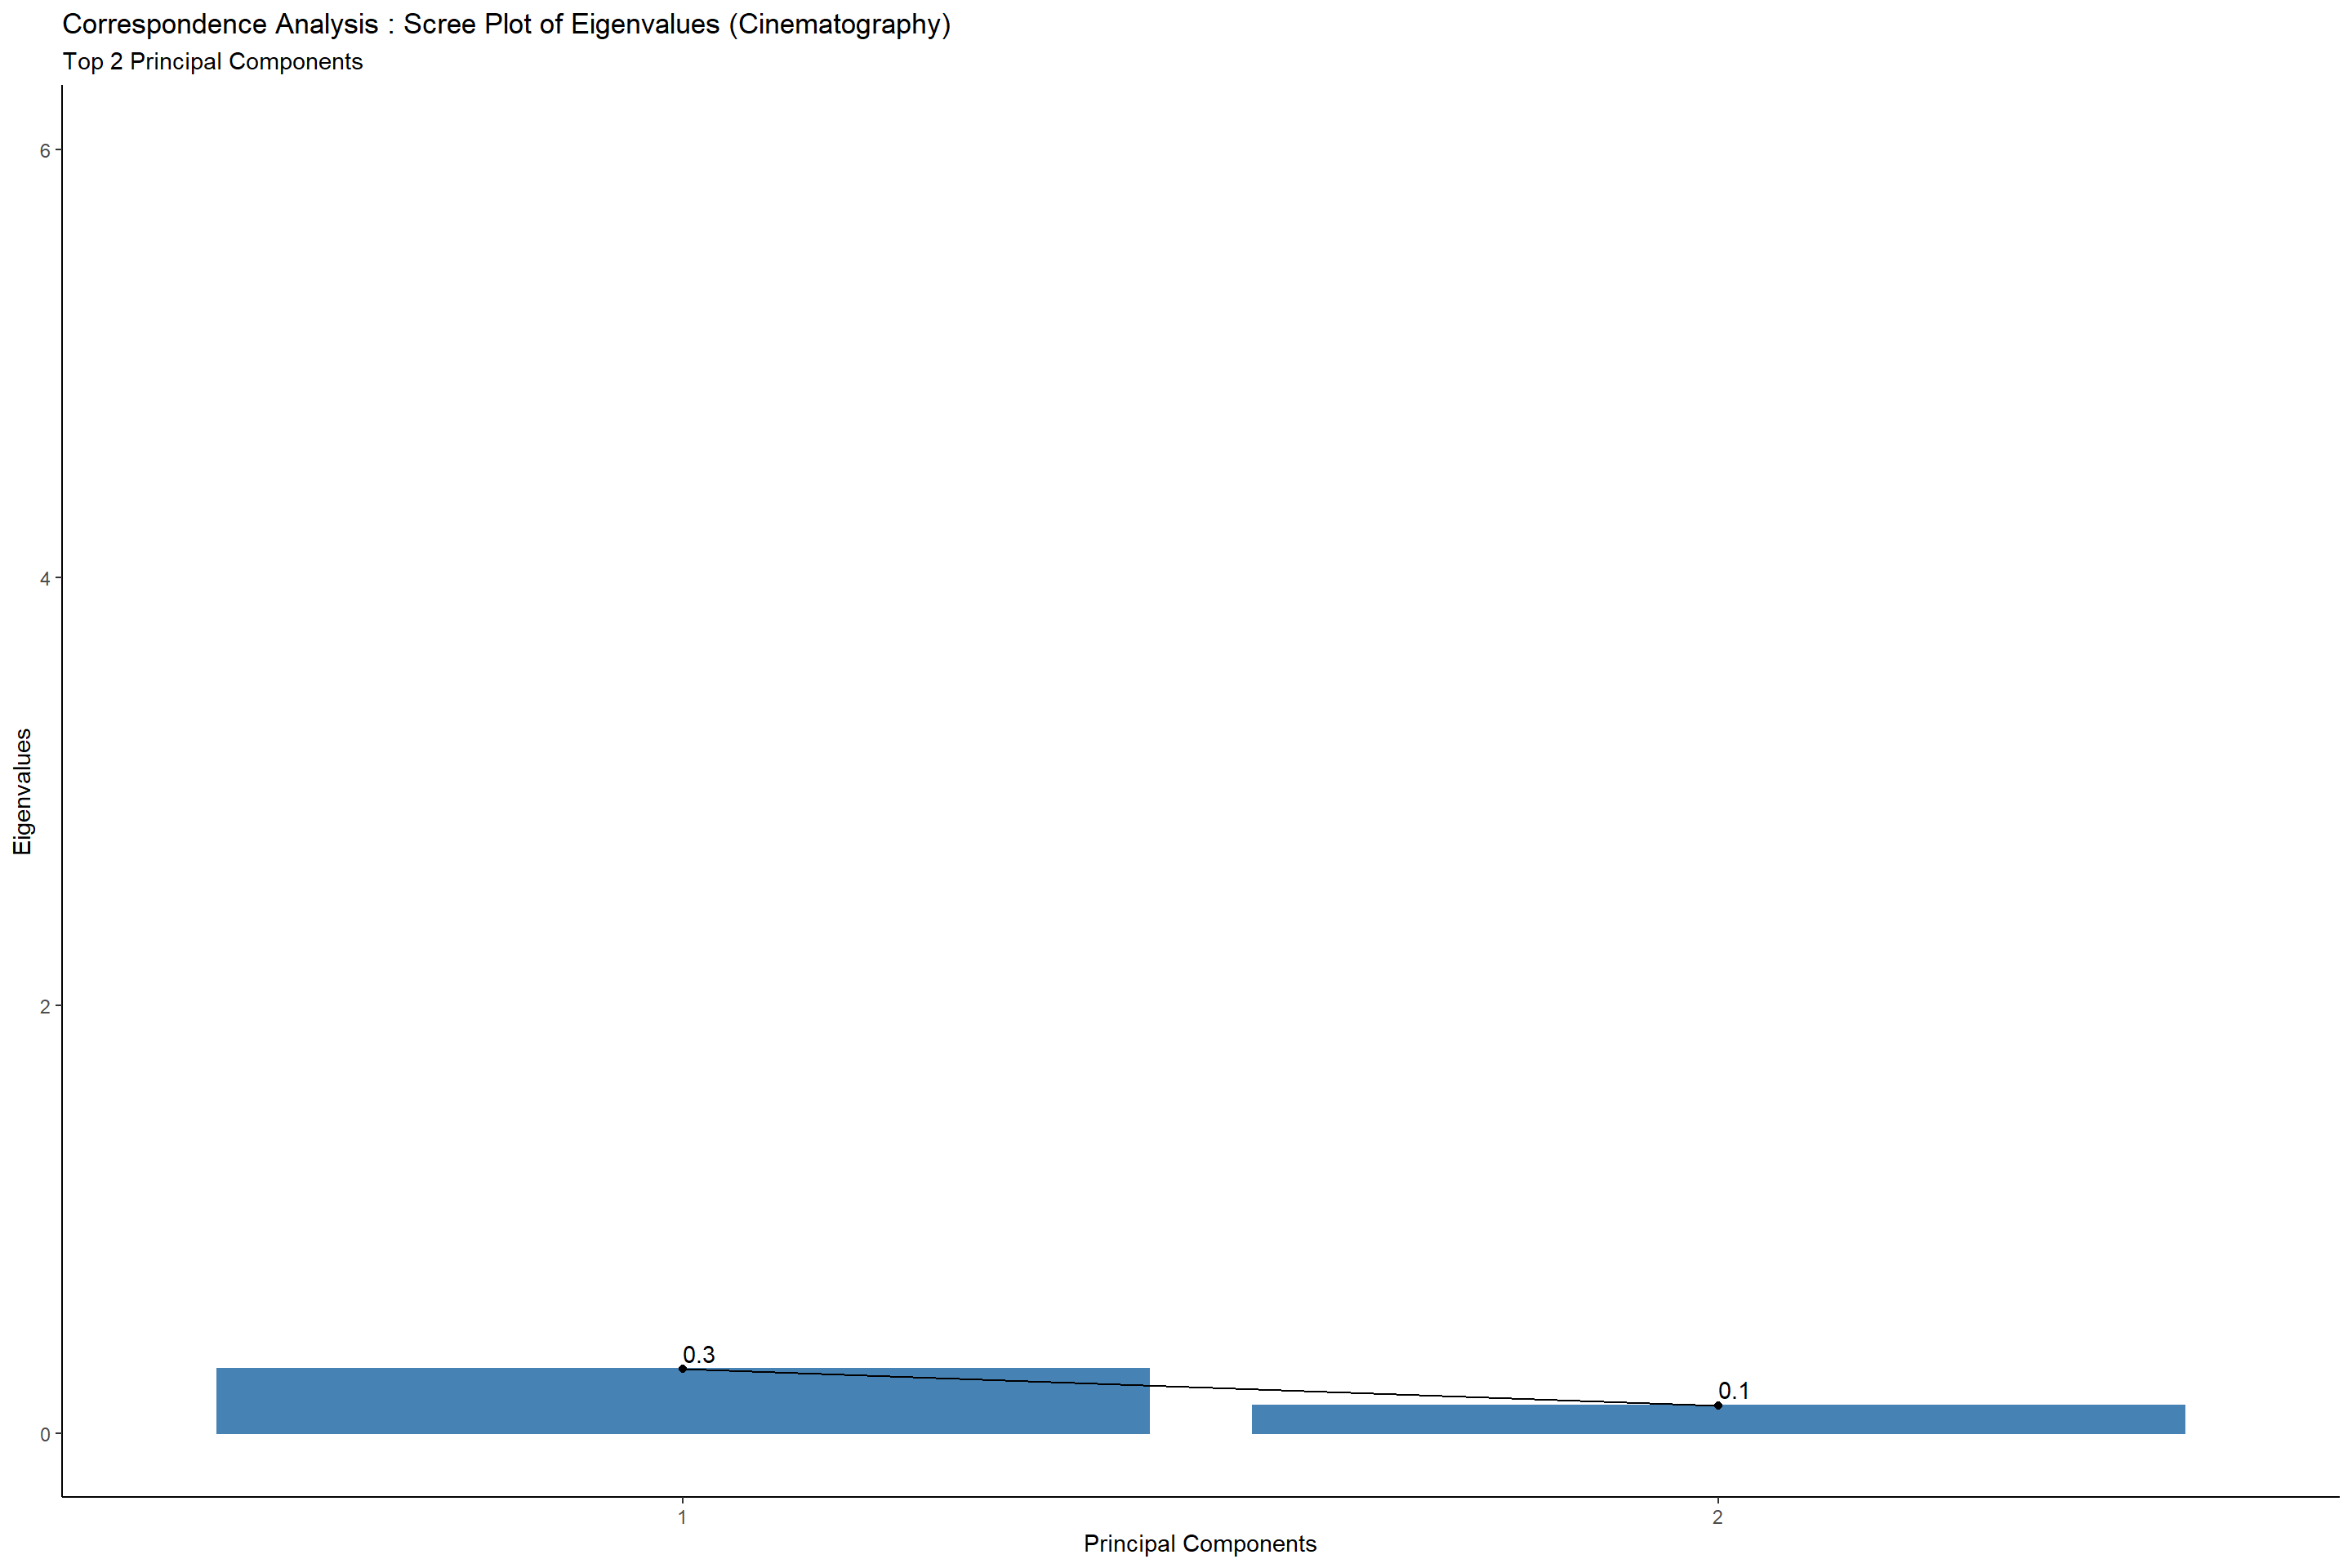 Correspondence Analysis : Scree Plot of Eigenvalues (Cinematography)
Top 2 Principal Components
6
4
2
0
Eigenvalues
0.3
0.1
1
2
Principal Components